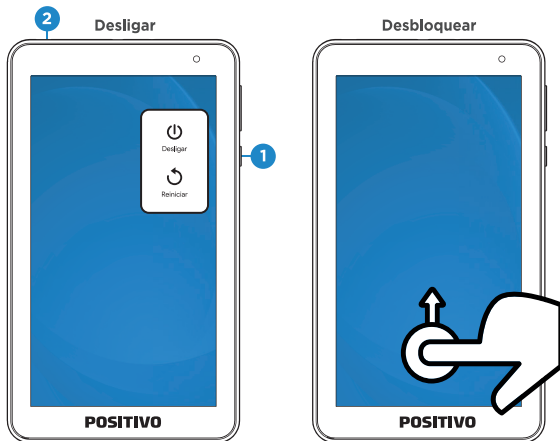 2
Desligar
Desbloquear
Desligar
1
Reiniciar
POSITIVO
POSITIVO